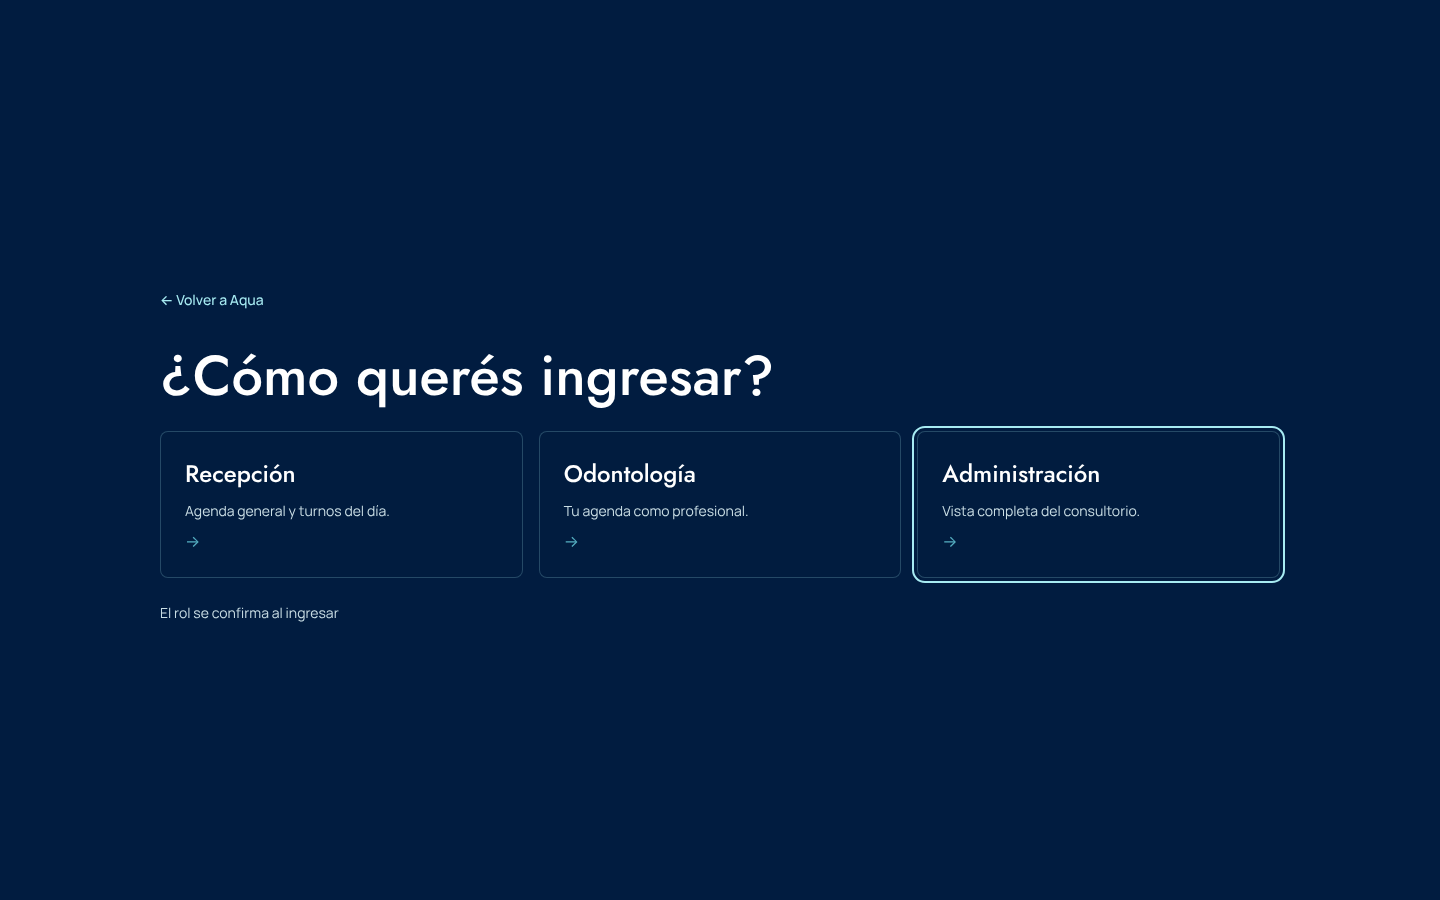 ← Volver a Aqua
¿Cómo querés ingresar?
Recepción
Agenda general y turnos del día.
→
Odontología
Tu agenda como profesional.
→
Administración
Vista completa del consultorio.
→
El rol se confirma al ingresar